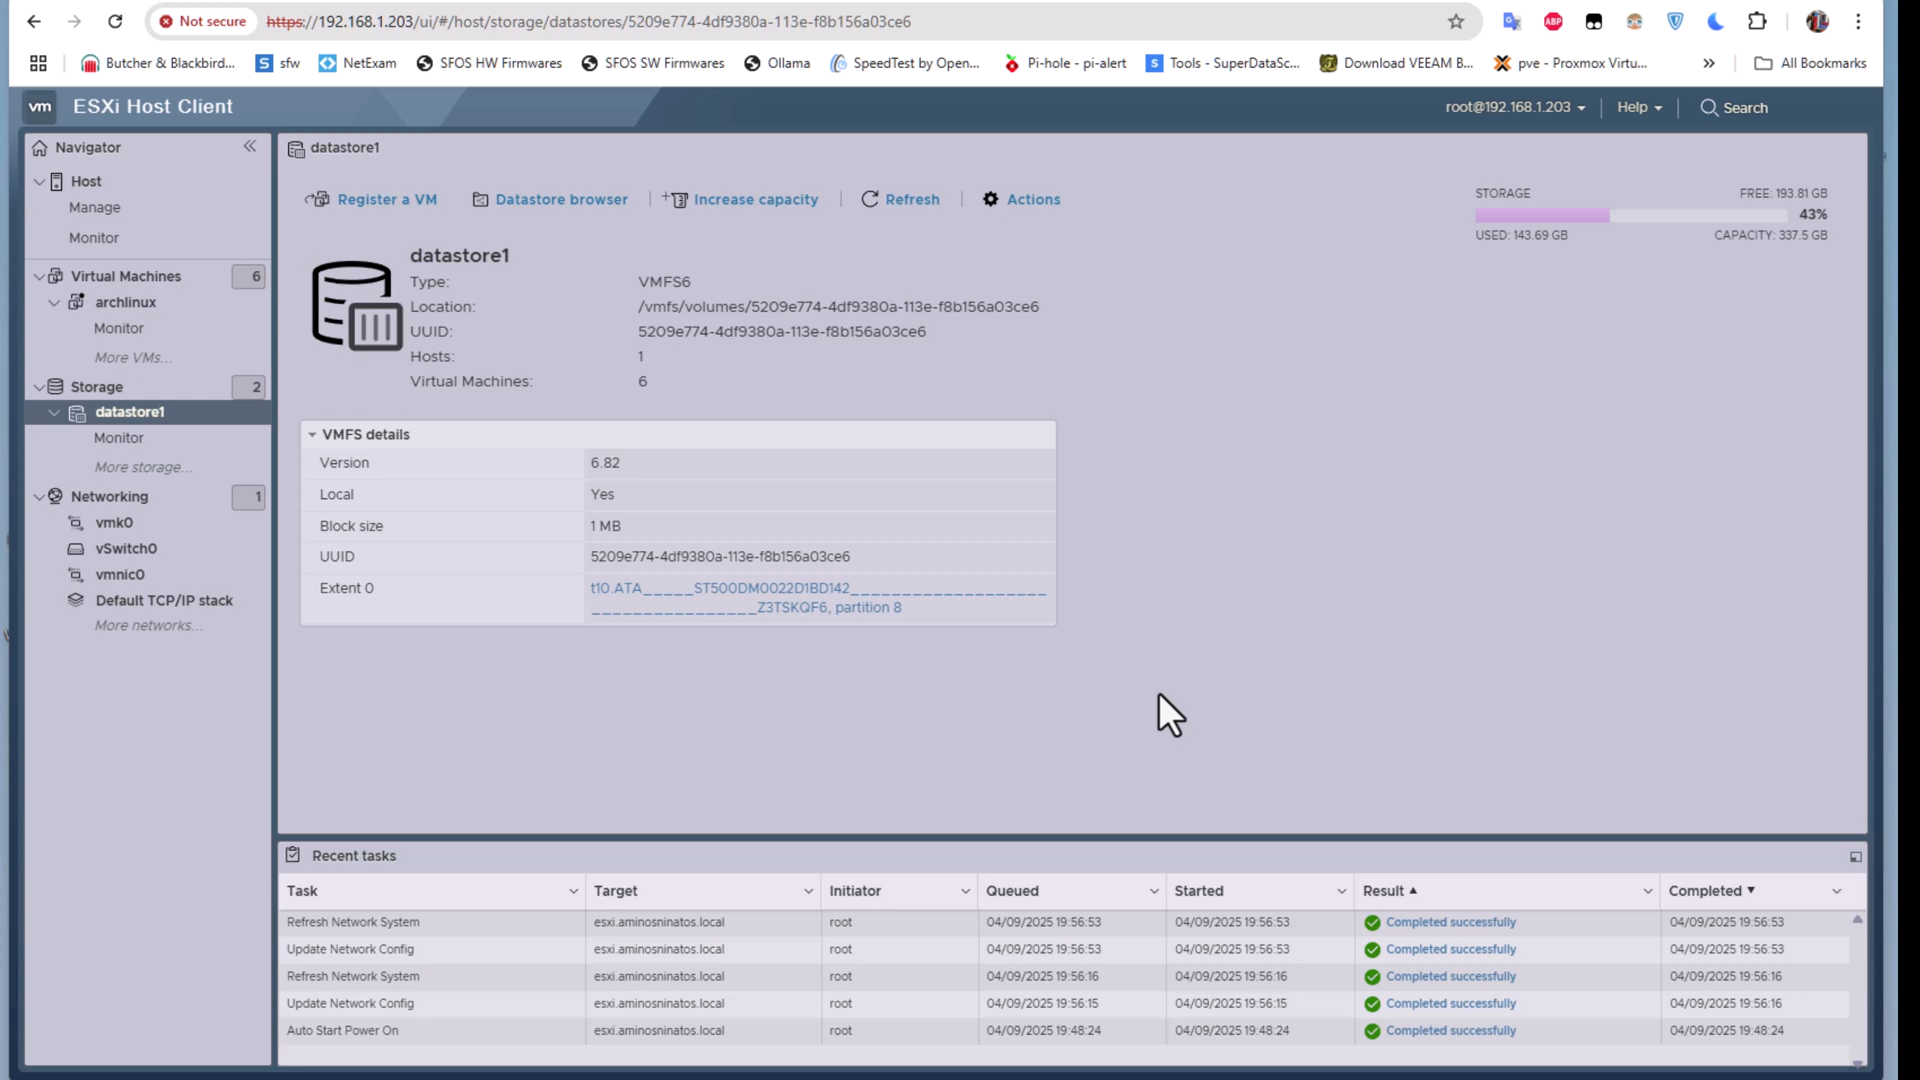 Not secure https://192.168.1.203/ui/#/host/storage/datastores/5209e774-4df9380a-113e-f8b156a03ce6
Butcher & Blackbird... sfw NetExam SFOS HW Firmwares SFOS SW Firmwares Ollama SpeedTest by Open... Pi-hole - pi-alert Tools - SuperDataSc... Download VEEAM B... pve - Proxmox Virtu... » All Bookmarks
vm ESXi Host Client root@192.168.1.203 Help Search
Navigator
Host
Manage
Monitor
Virtual Machines 6
archlinux
Monitor
More VMs...
Storage 2
datastore1
Monitor
More storage...
Networking 1
vmk0
vSwitch0
vmnic0
Default TCP/IP stack
More networks...
datastore1
Register a VM Datastore browser Increase capacity Refresh Actions
STORAGE FREE: 193.81 GB
43%
USED: 143.69 GB CAPACITY: 337.5 GB
datastore1
Type: VMFS6
Location: /vmfs/volumes/5209e774-4df9380a-113e-f8b156a03ce6
UUID: 5209e774-4df9380a-113e-f8b156a03ce6
Hosts: 1
Virtual Machines: 6
VMFS details
Version 6.82
Local Yes
Block size 1 MB
UUID 5209e774-4df9380a-113e-f8b156a03ce6
Extent 0 t10.ATA_____ST500DM0022D1BD142___________________
________________Z3TSKQF6, partition 8
Recent tasks
Task Target Initiator Queued Started Result Completed
Refresh Network System esxi.aminosninatos.local root 04/09/2025 19:56:53 04/09/2025 19:56:53 Completed successfully 04/09/2025 19:56:53
Update Network Config esxi.aminosninatos.local root 04/09/2025 19:56:53 04/09/2025 19:56:53 Completed successfully 04/09/2025 19:56:53
Refresh Network System esxi.aminosninatos.local root 04/09/2025 19:56:16 04/09/2025 19:56:16 Completed successfully 04/09/2025 19:56:16
Update Network Config esxi.aminosninatos.local root 04/09/2025 19:56:15 04/09/2025 19:56:15 Completed successfully 04/09/2025 19:56:16
Auto Start Power On esxi.aminosninatos.local root 04/09/2025 19:48:24 04/09/2025 19:48:24 Completed successfully 04/09/2025 19:48:24